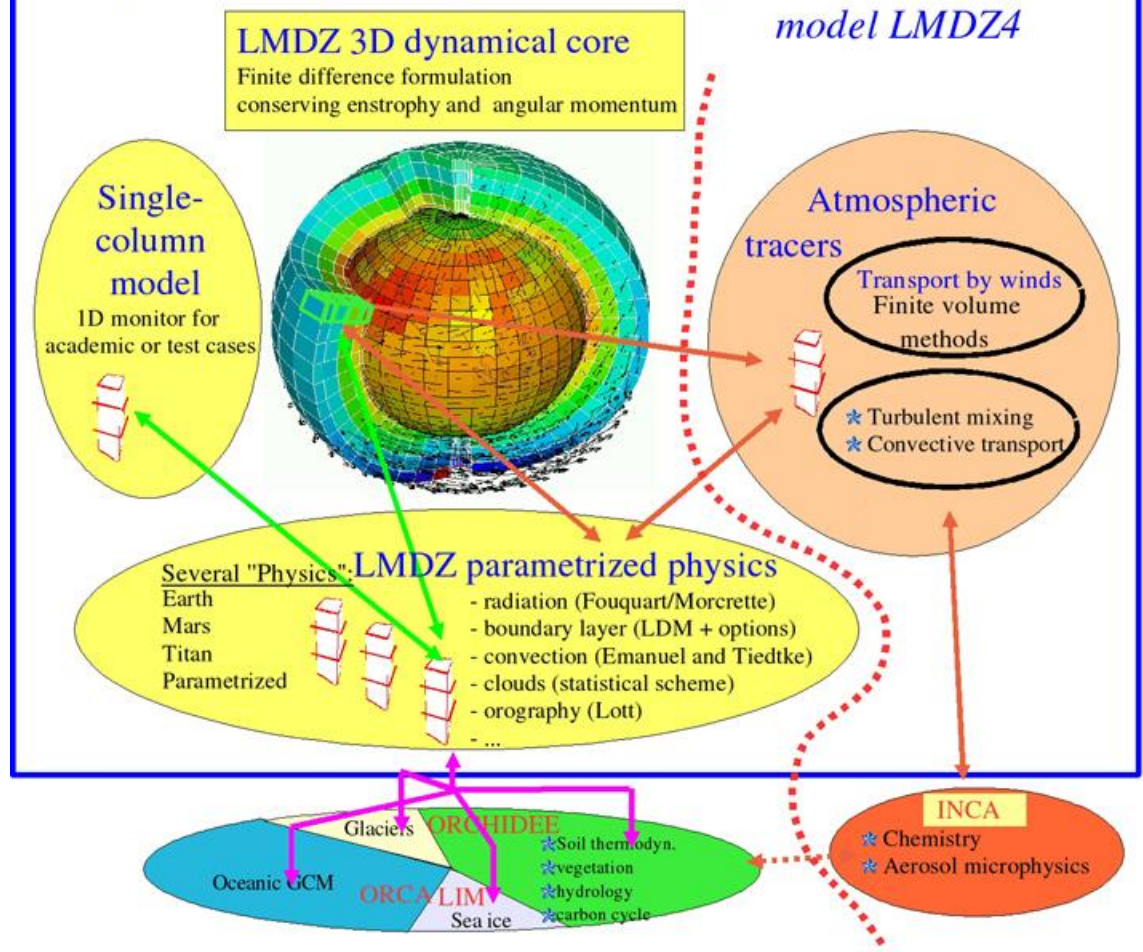 model LMDZ4
LMDZ 3D dynamical core
Finite difference formulation
conserving enstrophy and angular momentum
Single-
column
model
1D monitor for
academic or test cases
Atmospheric
tracers
Transport by winds
Finite volume
methods
Turbulent mixing
Convective transport
LMDZ parametrized physics
Several "Physics":
Earth
Mars
Titan
Parametrized
- radiation (Fouquart/Morcrette)
- boundary layer (LDM + options)
- convection (Emanuel and Tiedtke)
- clouds (statistical scheme)
- orography (Lott)
- ...
Glaciers
ORCHIDEE
Soil thermodyn.
vegetation
hydrology
carbon cycle
Oceanic GCM
ORCA
LIM
Sea ice
INCA
Chemistry
Aerosol microphysics